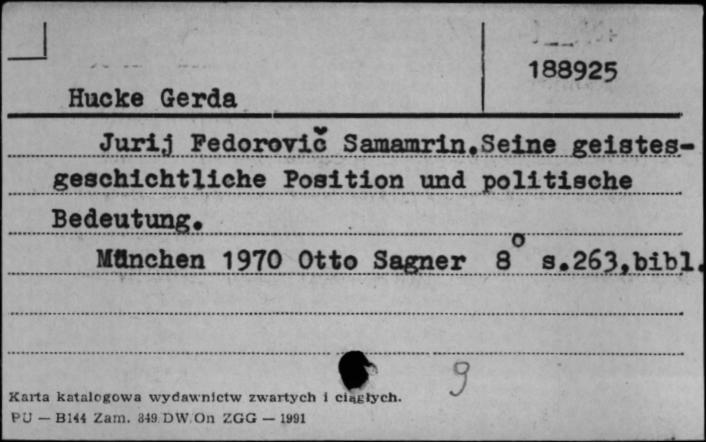 188925
Hucke Gerda
Jurij Fedorovič Samamrin.Seine geistes-
geschichtliche Position und politische
Bedeutung.
München 1970 Otto Sagner 8° s.263,bibl.
9
Karta katalogowa wydawnictw zwartych i ciągłych.
PU — B144 Zam. 349 DW.On ZGG — 1991